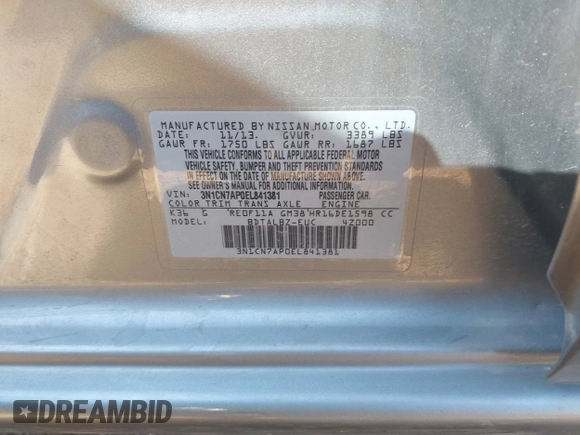 MANUFACTURED BY NISSAN MOTOR CO., LTD.
DATE: 11/13 GVWR: 3389 LBS
GAWR FR: 1750 LBS GAWR RR: 1687 LBS
THIS VEHICLE CONFORMS TO ALL APPLICABLE FEDERAL MOTOR
VEHICLE SAFETY, BUMPER AND THEFT PREVENTION STANDARDS
IN EFFECT ON THE DATE OF MANUFACTURE SHOWN ABOVE.
SEE OWNER'S MANUAL FOR ADDITIONAL INFORMATION.
VIN: 3N1CN7AP0EL841381 PASSENGER CAR.
COLOR TRIM TRANS AXLE ENGINE
K36 G RE0F11A GM38 HR16DE1598 CC
MODEL: BDTALBZ-EUC 4Z000
3N1CN7AP0EL841381
DREAMBID